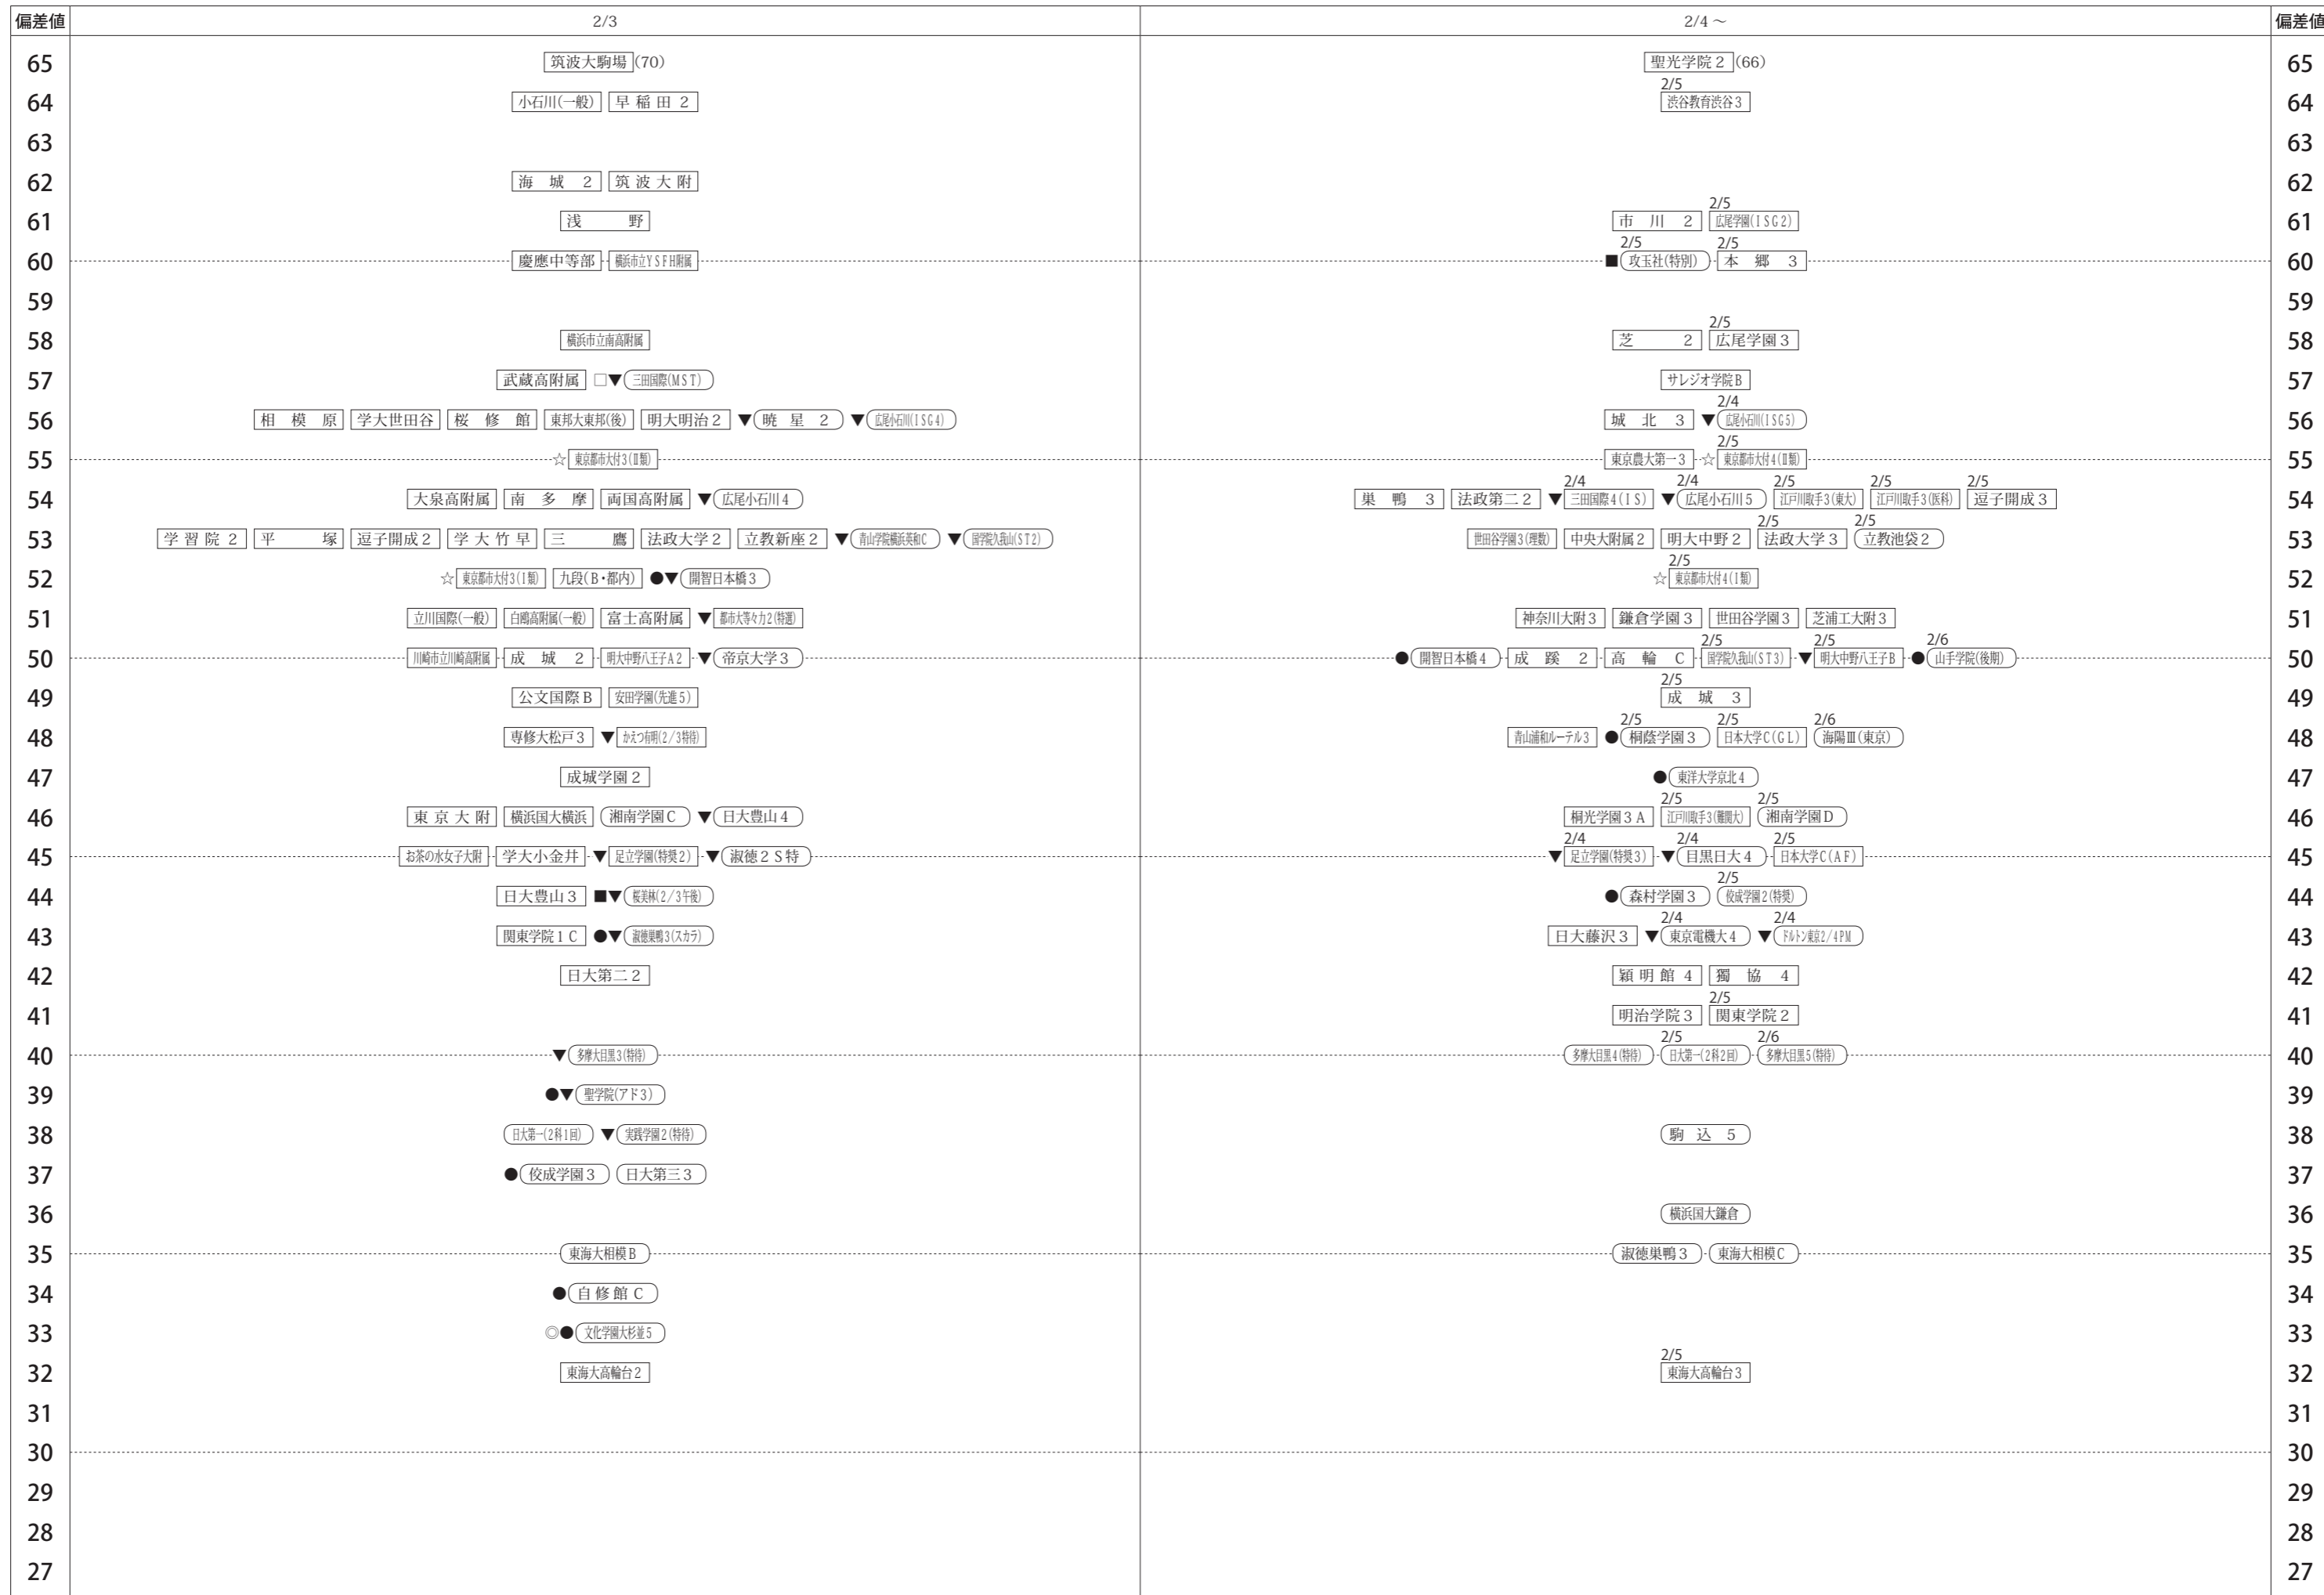 偏差値 2/3 2/4～ 偏差値
65 筑波大駒場(70) 聖光学院2(66) 65
2/5
64 小石川(一般) 早稲田2 渋谷教育渋谷3 64
63 63
62 海城2 筑波大附 62
2/5
61 浅野 市川2 広尾学園(ISG2) 61
2/5 2/5
60 慶應中等部 横浜市立YSFH附属 ■攻玉社(特別) 本郷3 60
59 59
2/5
58 横浜市立南高附属 芝2 広尾学園3 58
57 武蔵高附属 □▼三田国際(MST) サレジオ学院B 57
2/4
56 相模原 学大世田谷 桜修館 東邦大東邦(後) 明大明治2 ▼暁星2 ▼広尾小石川(ISG4) 城北3 ▼広尾小石川(ISG5) 56
2/5
55 ☆東京都市大付3(Ⅱ類) 東京農大第一3 ☆東京都市大付4(Ⅱ類) 55
2/4 2/4 2/5 2/5 2/5
54 大泉高附属 南多摩 両国高附属 ▼広尾小石川4 巣鴨3 法政第二2 ▼三田国際4(IS) ▼広尾小石川5 江戸川取手3(東大) 江戸川取手3(医科) 逗子開成3 54
2/5 2/5
53 学習院2 平塚 逗子開成2 学大竹早 三鷹 法政大学2 立教新座2 ▼青山学院横浜英和C ▼国学院久我山(ST2) 世田谷学園3(理数) 中央大附属2 明大中野2 法政大学3 立教池袋2 53
2/5
52 ☆東京都市大付3(Ⅰ類) 九段(B・都内) ●▼開智日本橋3 ☆東京都市大付4(Ⅰ類) 52
51 立川国際(一般) 白鷗高附属(一般) 富士高附属 ▼都市大等々力2(特選) 神奈川大附3 鎌倉学園3 世田谷学園3 芝浦工大附3 51
2/5 2/5 2/6
50 川崎市立川崎高附属 成城2 明大中野八王子A2 ▼帝京大学3 ●開智日本橋4 成蹊2 高輪C 国学院久我山(ST3) ▼明大中野八王子B ●山手学院(後期) 50
2/5
49 公文国際B 安田学園(先進5) 成城3 49
2/5 2/5 2/6
48 専修大松戸3 ▼かえつ有明(2/3特待) 青山浦和ルーテル3 ●桐蔭学園3 日本大学C(GL) 海陽Ⅲ(東京) 48
47 成城学園2 ●東洋大学京北4 47
2/5 2/5
46 東京大附 横浜国大横浜 湘南学園C ▼日大豊山4 桐光学園3A 江戸川取手3(難関大) 湘南学園D 46
2/4 2/4 2/5
45 お茶の水女子大附 学大小金井 ▼足立学園(特奨2) ▼淑徳2S特 ▼足立学園(特奨3) ▼目黒日大4 日本大学C(AF) 45
2/5
44 日大豊山3 ■▼桜美林(2/3午後) ●森村学園3 佼成学園2(特奨) 44
2/4 2/4
43 関東学院1C ●▼淑徳巣鴨3(スカラ) 日大藤沢3 ▼東京電機大4 ▼ドルトン東京2/4PM 43
42 日大第二2 穎明館4 獨協4 42
2/5
41 明治学院3 関東学院2 41
2/5 2/6
40 ▼多摩大目黒3(特待) 多摩大目黒4(特待) 日大第一(2科2回) 多摩大目黒5(特待) 40
39 ●▼聖学院(アド3) 39
38 日大第一(2科1回) ▼実践学園2(特待) 駒込5 38
37 ●佼成学園3 日大第三3 37
36 横浜国大鎌倉 36
35 東海大相模B 淑徳巣鴨3 東海大相模C 35
34 ●自修館C 34
33 ◎●文化学園大杉並5 33
2/5
32 東海大高輪台2 東海大高輪台3 32
31 31
30 30
29 29
28 28
27 27